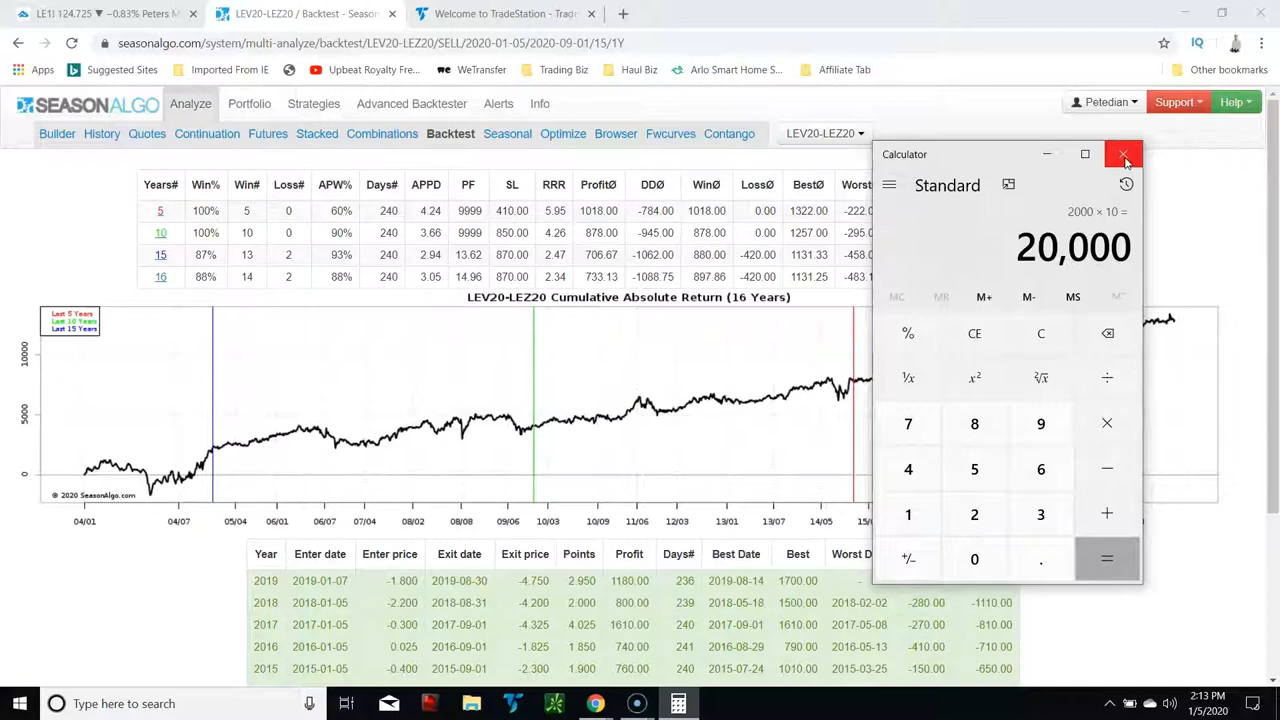 LE1! 124.725 ▼ −0.83% Peters M
LEV20-LEZ20 / Backtest - Season
Welcome to TradeStation - Trade
seasonalgo.com/system/multi-analyze/backtest/LEV20-LEZ20/SELL/2020-01-05/2020-09-01/15/1Y
Apps Suggested Sites Imported From IE Upbeat Royalty Fre... WeTransfer Trading Biz Haul Biz Arlo Smart Home S... Affiliate Tab Other bookmarks
SEASONALGO Analyze Portfolio Strategies Advanced Backtester Alerts Info Petedian Support Help
Builder History Quotes Continuation Futures Stacked Combinations Backtest Seasonal Optimize Browser Fwcurves Contango LEV20-LEZ20
Years# Win% Win# Loss# APW% Days# APPD PF SL RRR ProfitØ DDØ WinØ LossØ BestØ Worst
5 100% 5 0 60% 240 4.24 9999 410.00 5.95 1018.00 -784.00 1018.00 0.00 1322.00 -222.0
10 100% 10 0 90% 240 3.66 9999 850.00 4.26 878.00 -945.00 878.00 0.00 1257.00 -295.0
15 87% 13 2 87% 240 2.94 13.62 870.00 2.47 706.67 -1062.00 880.00 -420.00 1131.33 -458.0
16 88% 14 2 88% 240 3.05 14.96 870.00 2.34 733.13 -1088.75 897.86 -420.00 1131.25 -483.1
LEV20-LEZ20 Cumulative Absolute Return (16 Years)
Last 5 Years
Last 10 Years
Last 15 Years
10000
5000
0
© 2020 SeasonAlgo.com
04/01 04/07 05/04 06/01 06/07 07/04 08/02 08/08 09/06 10/03 10/09 11/06 12/03 13/01 13/07 14/05 15/
Year Enter date Enter price Exit date Exit price Points Profit Days# Best Date Best Worst D
2019 2019-01-07 -1.800 2019-08-30 -4.750 2.950 1180.00 236 2019-08-14 1700.00 -
2018 2018-01-05 -2.200 2018-08-31 -4.200 2.000 800.00 239 2018-05-18 1500.00 2018-02-02 -280.00 -1110.00
2017 2017-01-05 -0.300 2017-09-01 -4.325 4.025 1610.00 240 2017-09-01 1610.00 2017-05-08 -270.00 -810.00
2016 2016-01-05 0.025 2016-09-01 -1.825 1.850 740.00 241 2016-08-29 790.00 2016-05-13 -410.00 -710.00
2015 2015-01-05 -0.400 2015-09-01 -2.300 1.900 760.00 240 2015-07-24 1010.00 2015-03-25 -150.00 -650.00
Calculator
Standard
2000 × 10 =
20,000
MC MR M+ M- MS
% CE C
¹/x x² ²√x ÷
7 8 9 ×
4 5 6 −
1 2 3 +
+/− 0 . =
Type here to search
2:13 PM
1/5/2020